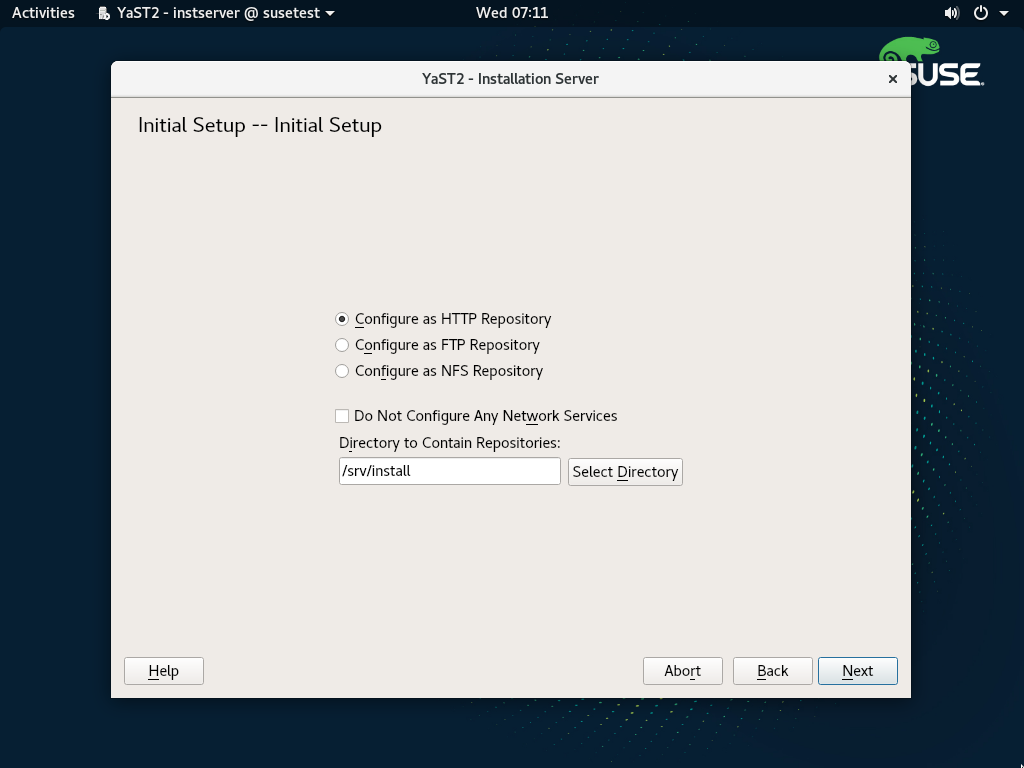 Activities YaST2 - instserver @ susetest Wed 07:11
SUSE
YaST2 - Installation Server
Initial Setup -- Initial Setup
Configure as HTTP Repository
Configure as FTP Repository
Configure as NFS Repository
Do Not Configure Any Network Services
Directory to Contain Repositories:
/srv/install Select Directory
Help Abort Back Next